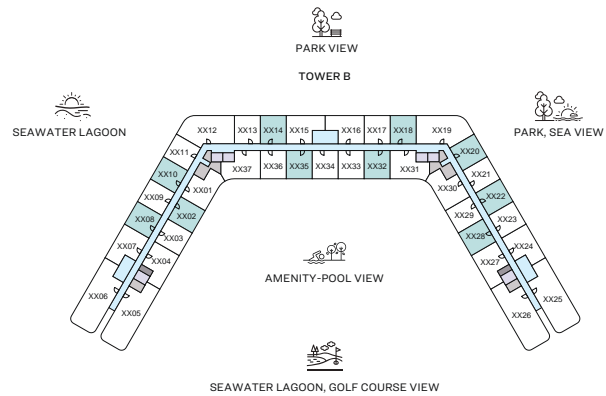 PARK VIEW
TOWER B
SEAWATER LAGOON
PARK, SEA VIEW
XX12
XX13
XX14
XX15
XX16
XX17
XX18
XX19
XX11
XX20
XX10
XX01
XX37
XX36
XX35
XX34
XX33
XX32
XX31
XX30
XX21
XX09
XX02
XX29
XX22
XX08
XX03
XX28
XX23
XX07
XX04
XX27
XX24
AMENITY-POOL VIEW
XX06
XX05
XX26
XX25
SEAWATER LAGOON, GOLF COURSE VIEW